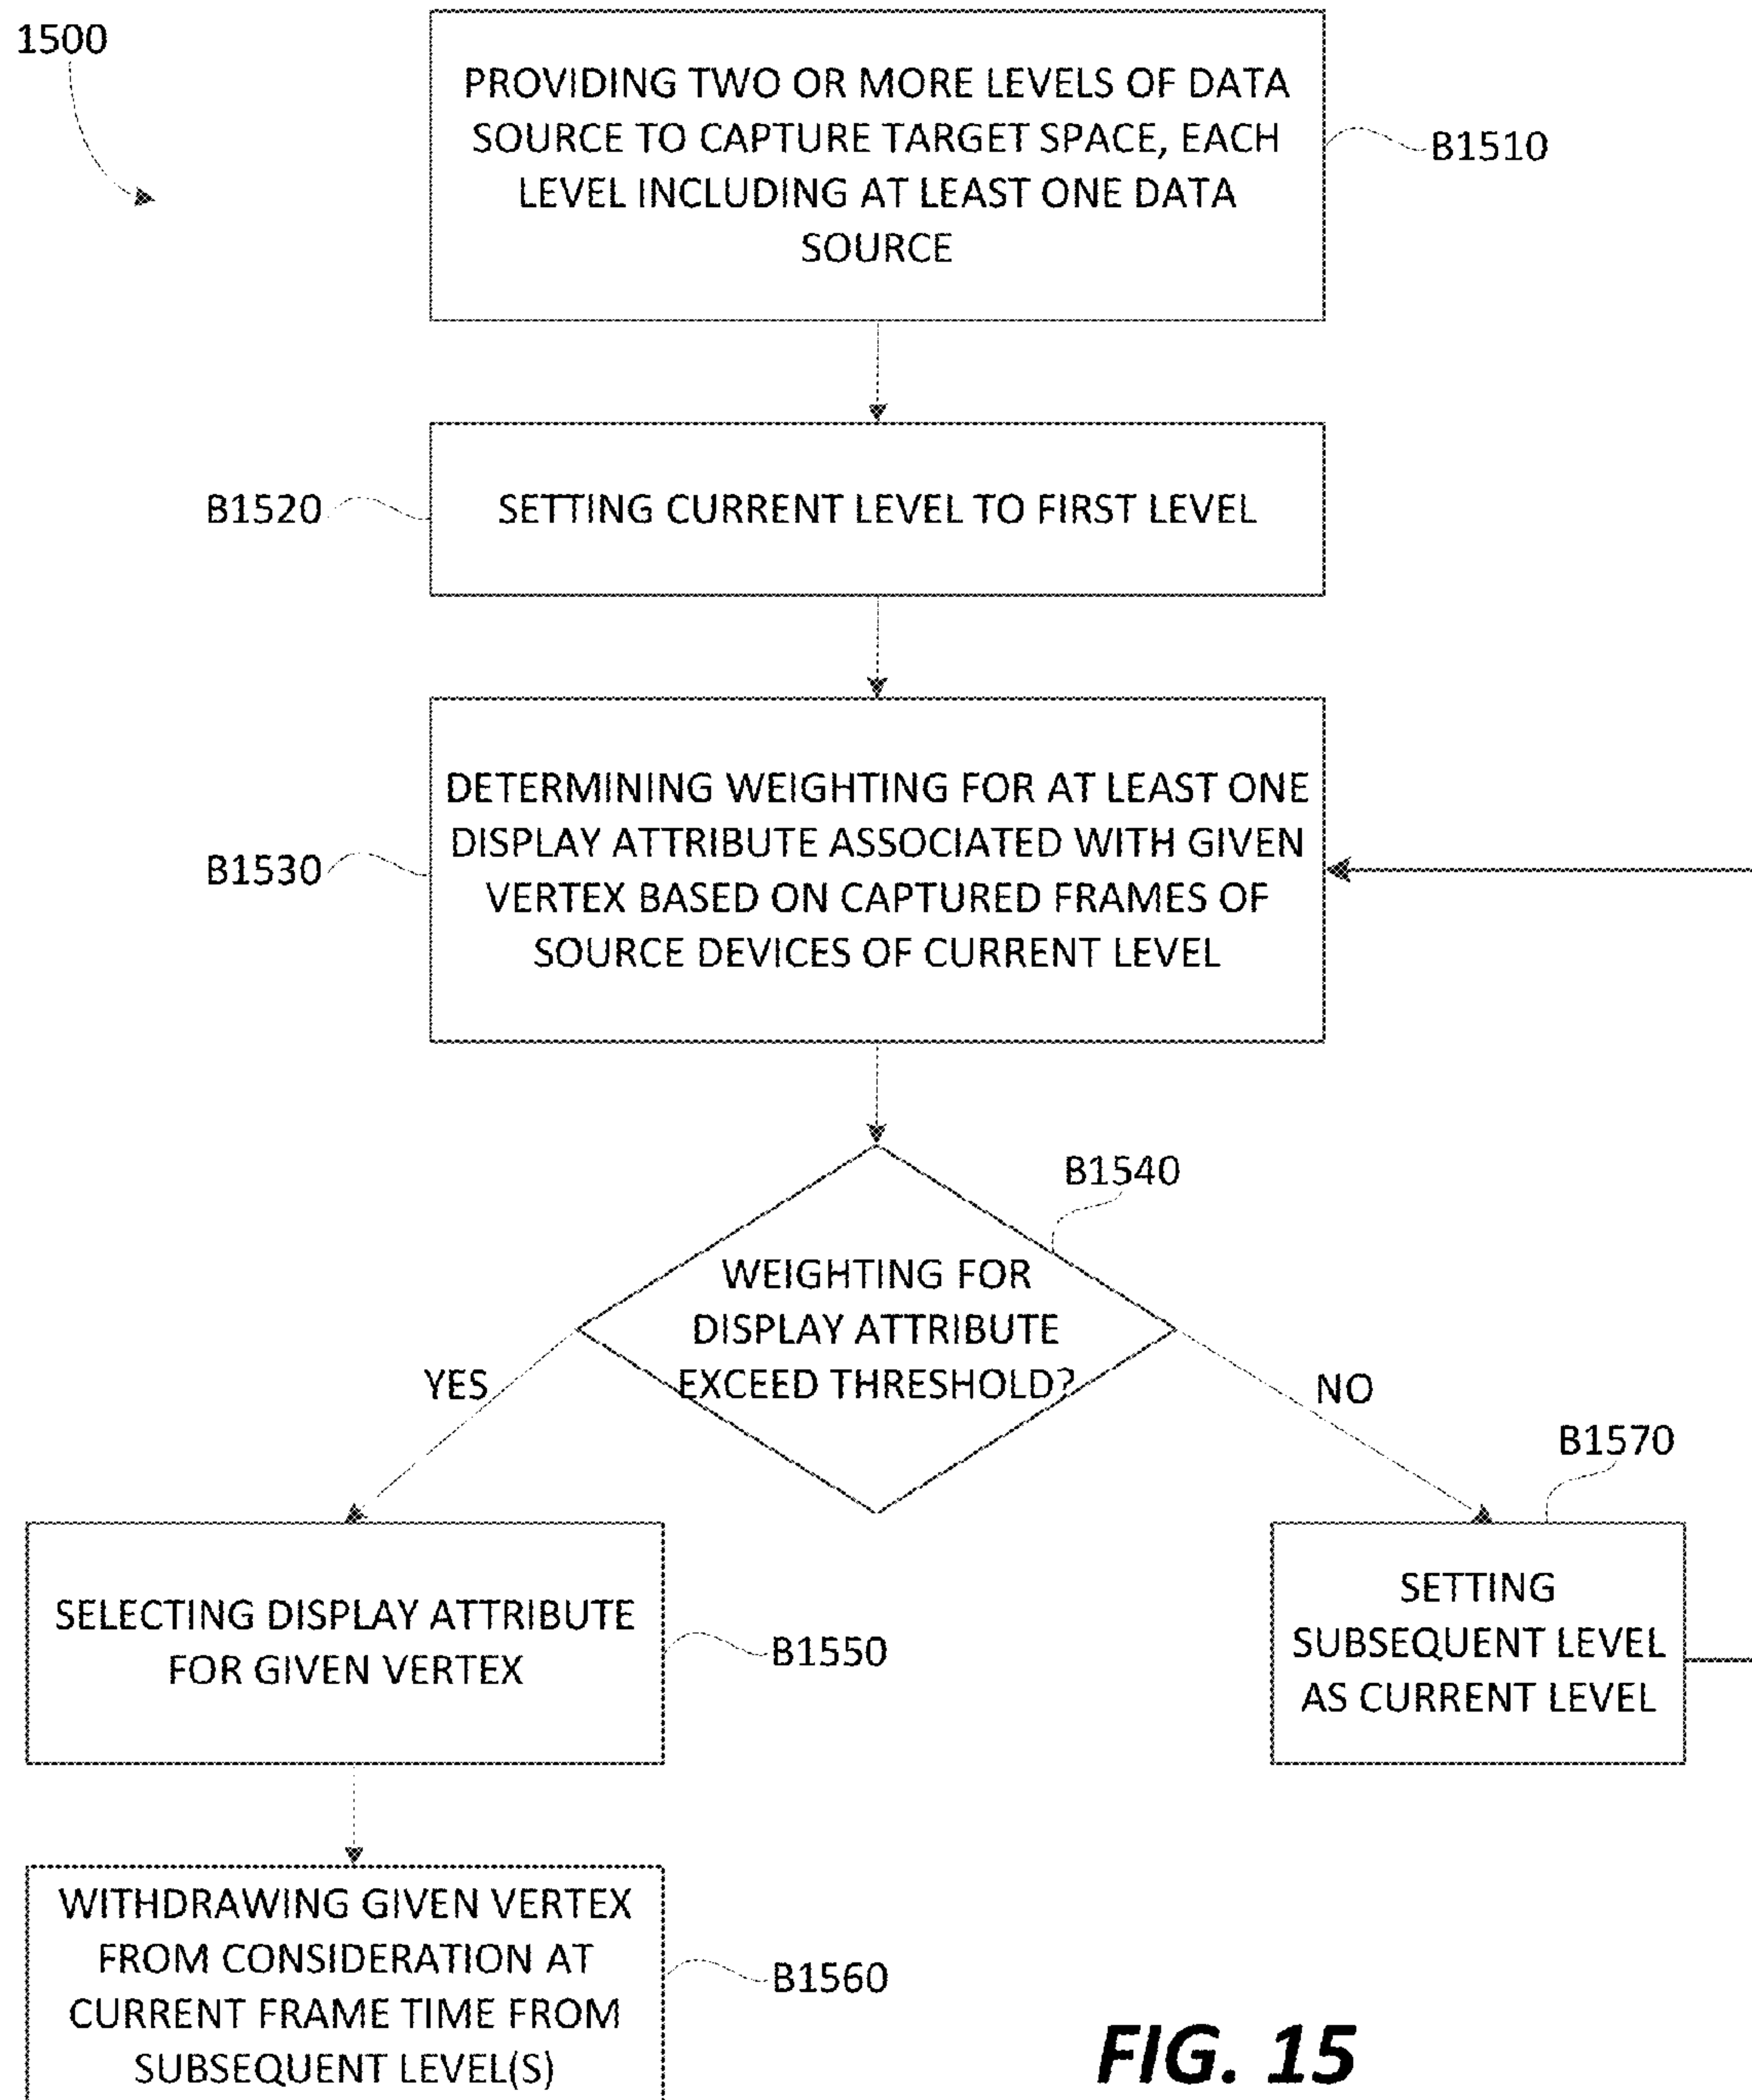 1500
PROVIDING TWO OR MORE LEVELS OF DATA
SOURCE TO CAPTURE TARGET SPACE, EACH
LEVEL INCLUDING AT LEAST ONE DATA
SOURCE
B1510
B1520
SETTING CURRENT LEVEL TO FIRST LEVEL
DETERMINING WEIGHTING FOR AT LEAST ONE
DISPLAY ATTRIBUTE ASSOCIATED WITH GIVEN
VERTEX BASED ON CAPTURED FRAMES OF
SOURCE DEVICES OF CURRENT LEVEL
B1530
B1540
WEIGHTING FOR
DISPLAY ATTRIBUTE
EXCEED THRESHOLD?
YES
NO
B1570
SELECTING DISPLAY ATTRIBUTE
FOR GIVEN VERTEX
B1550
SETTING
SUBSEQUENT LEVEL
AS CURRENT LEVEL
WITHDRAWING GIVEN VERTEX
FROM CONSIDERATION AT
CURRENT FRAME TIME FROM
SUBSEQUENT LEVEL(S)
B1560
FIG. 15